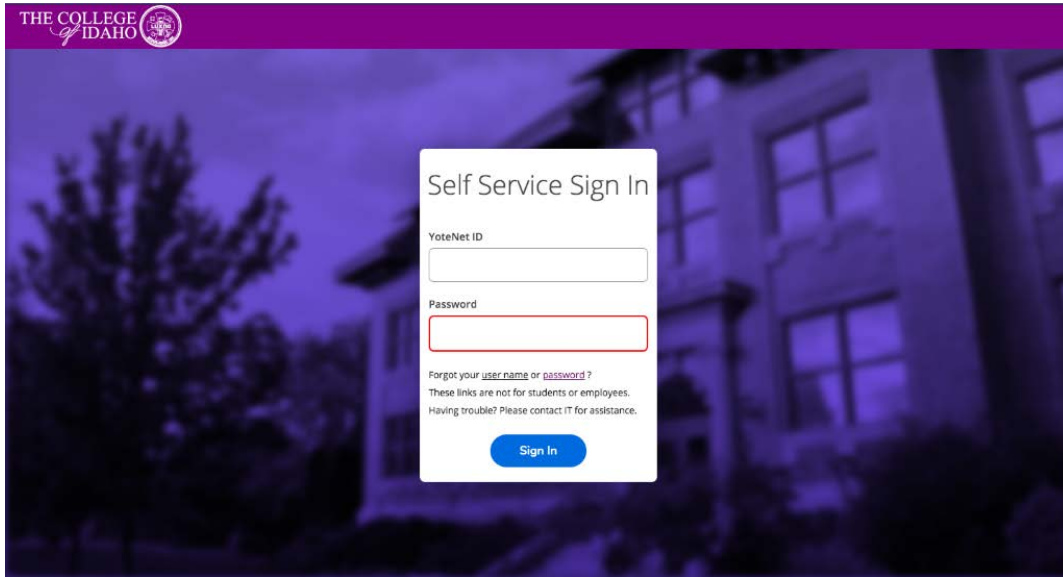 THE COLLEGE
of IDAHO
Self Service Sign In
YoteNet ID
Password
Forgot your user name or password ?
These links are not for students or employees.
Having trouble? Please contact IT for assistance.
Sign In